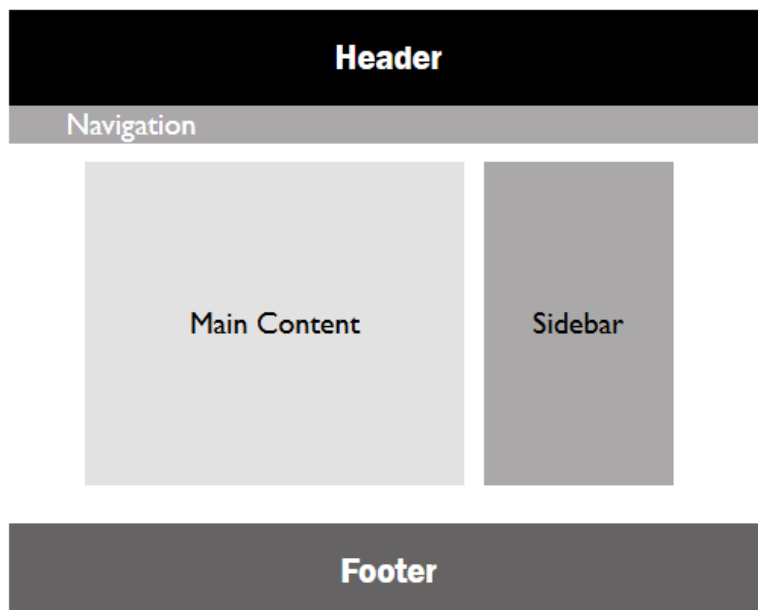 Header
Navigation
Main Content
Sidebar
Footer